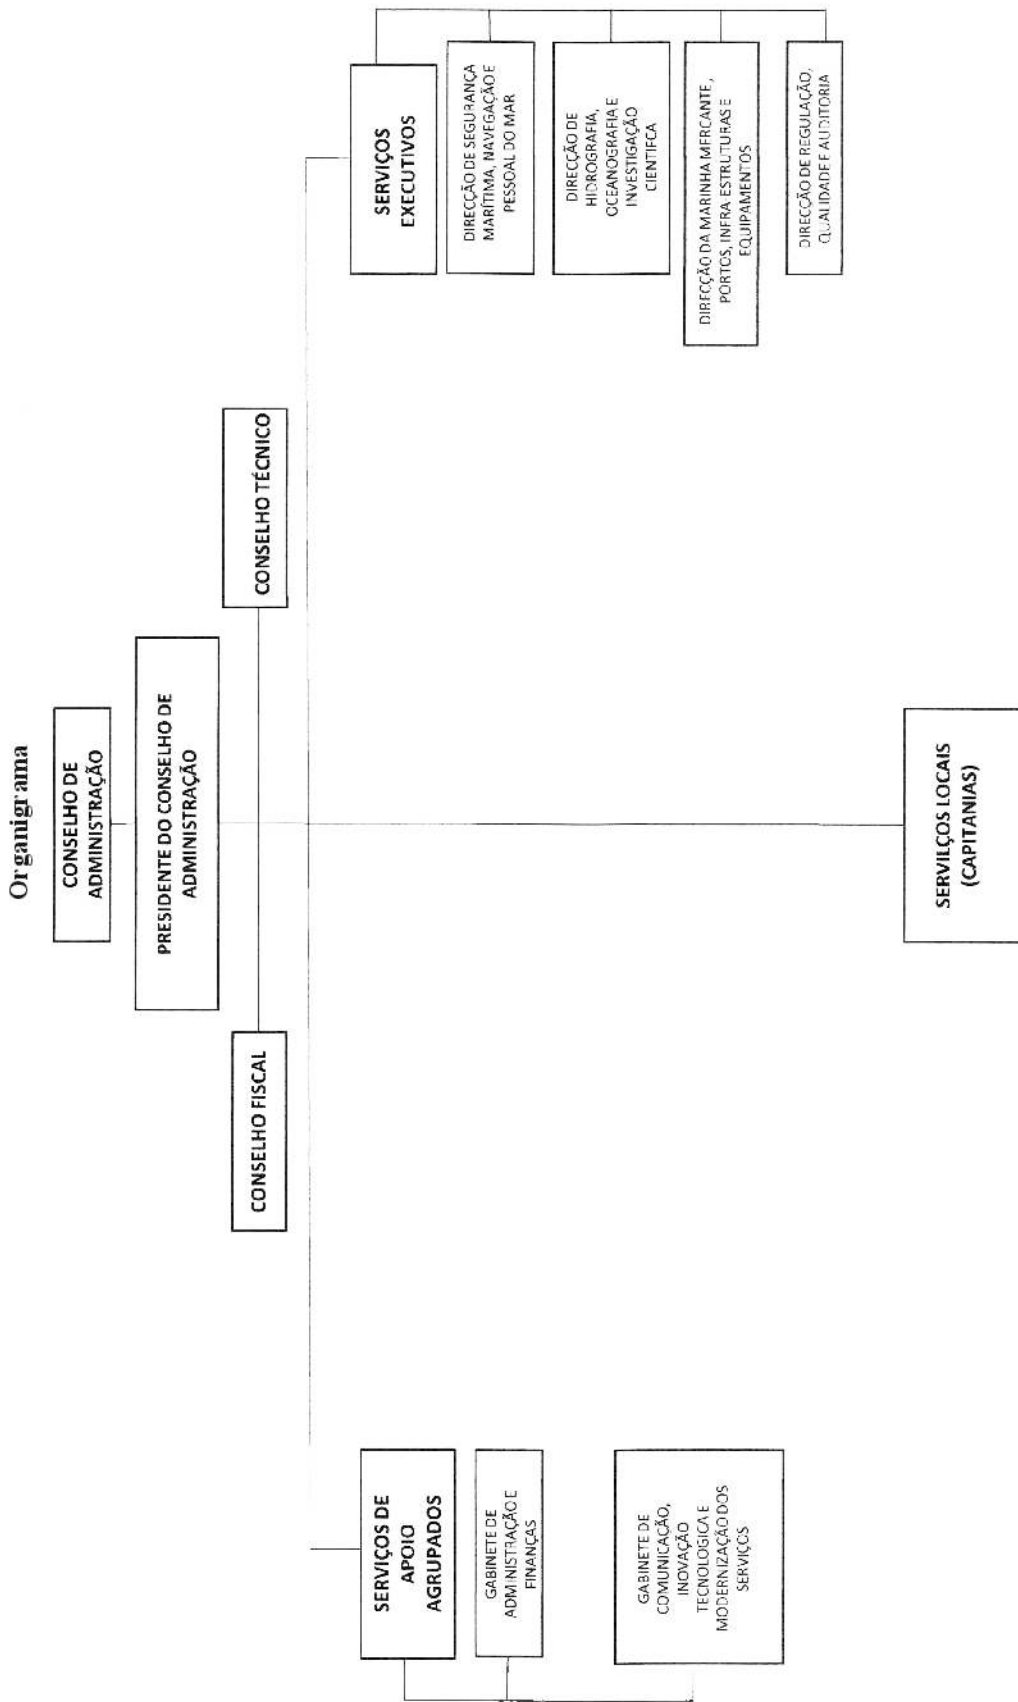 Organigrama
CONSELHO DE
ADMINISTRAÇÃO
PRESIDENTE DO CONSELHO DE
ADMINISTRAÇÃO
CONSELHO FISCAL
CONSELHO TÉCNICO
SERVIÇOS DE
APOIO
AGRUPADOS
GABINETE DE
ADMINISTRAÇÃO E
FINANÇAS
GABINETE DE
COMUNICAÇÃO,
INOVAÇÃO
TECNOLOGICA E
MODERNIZAÇÃO DOS
SERVIÇOS
SERVILÇOS LOCAIS
(CAPITANIAS)
SERVIÇOS
EXECUTIVOS
DIRECÇÃO DE SEGURANÇA
MARÍTIMA, NAVEGAÇÃO E
PESSOAL DO MAR
DIRECÇÃO DE
HIDROGRAFIA,
OCEANOGRAFIA E
INVESTIGAÇÃO
CIENTIFCA
DIRECÇÃO DA MARINHA MERCANTE,
PORTOS, INFRA-ESTRUTURAS E
EQUIPAMENTOS
DIRECÇÃO DE REGULAÇÃO,
QUALIDADE E AUDITORIA